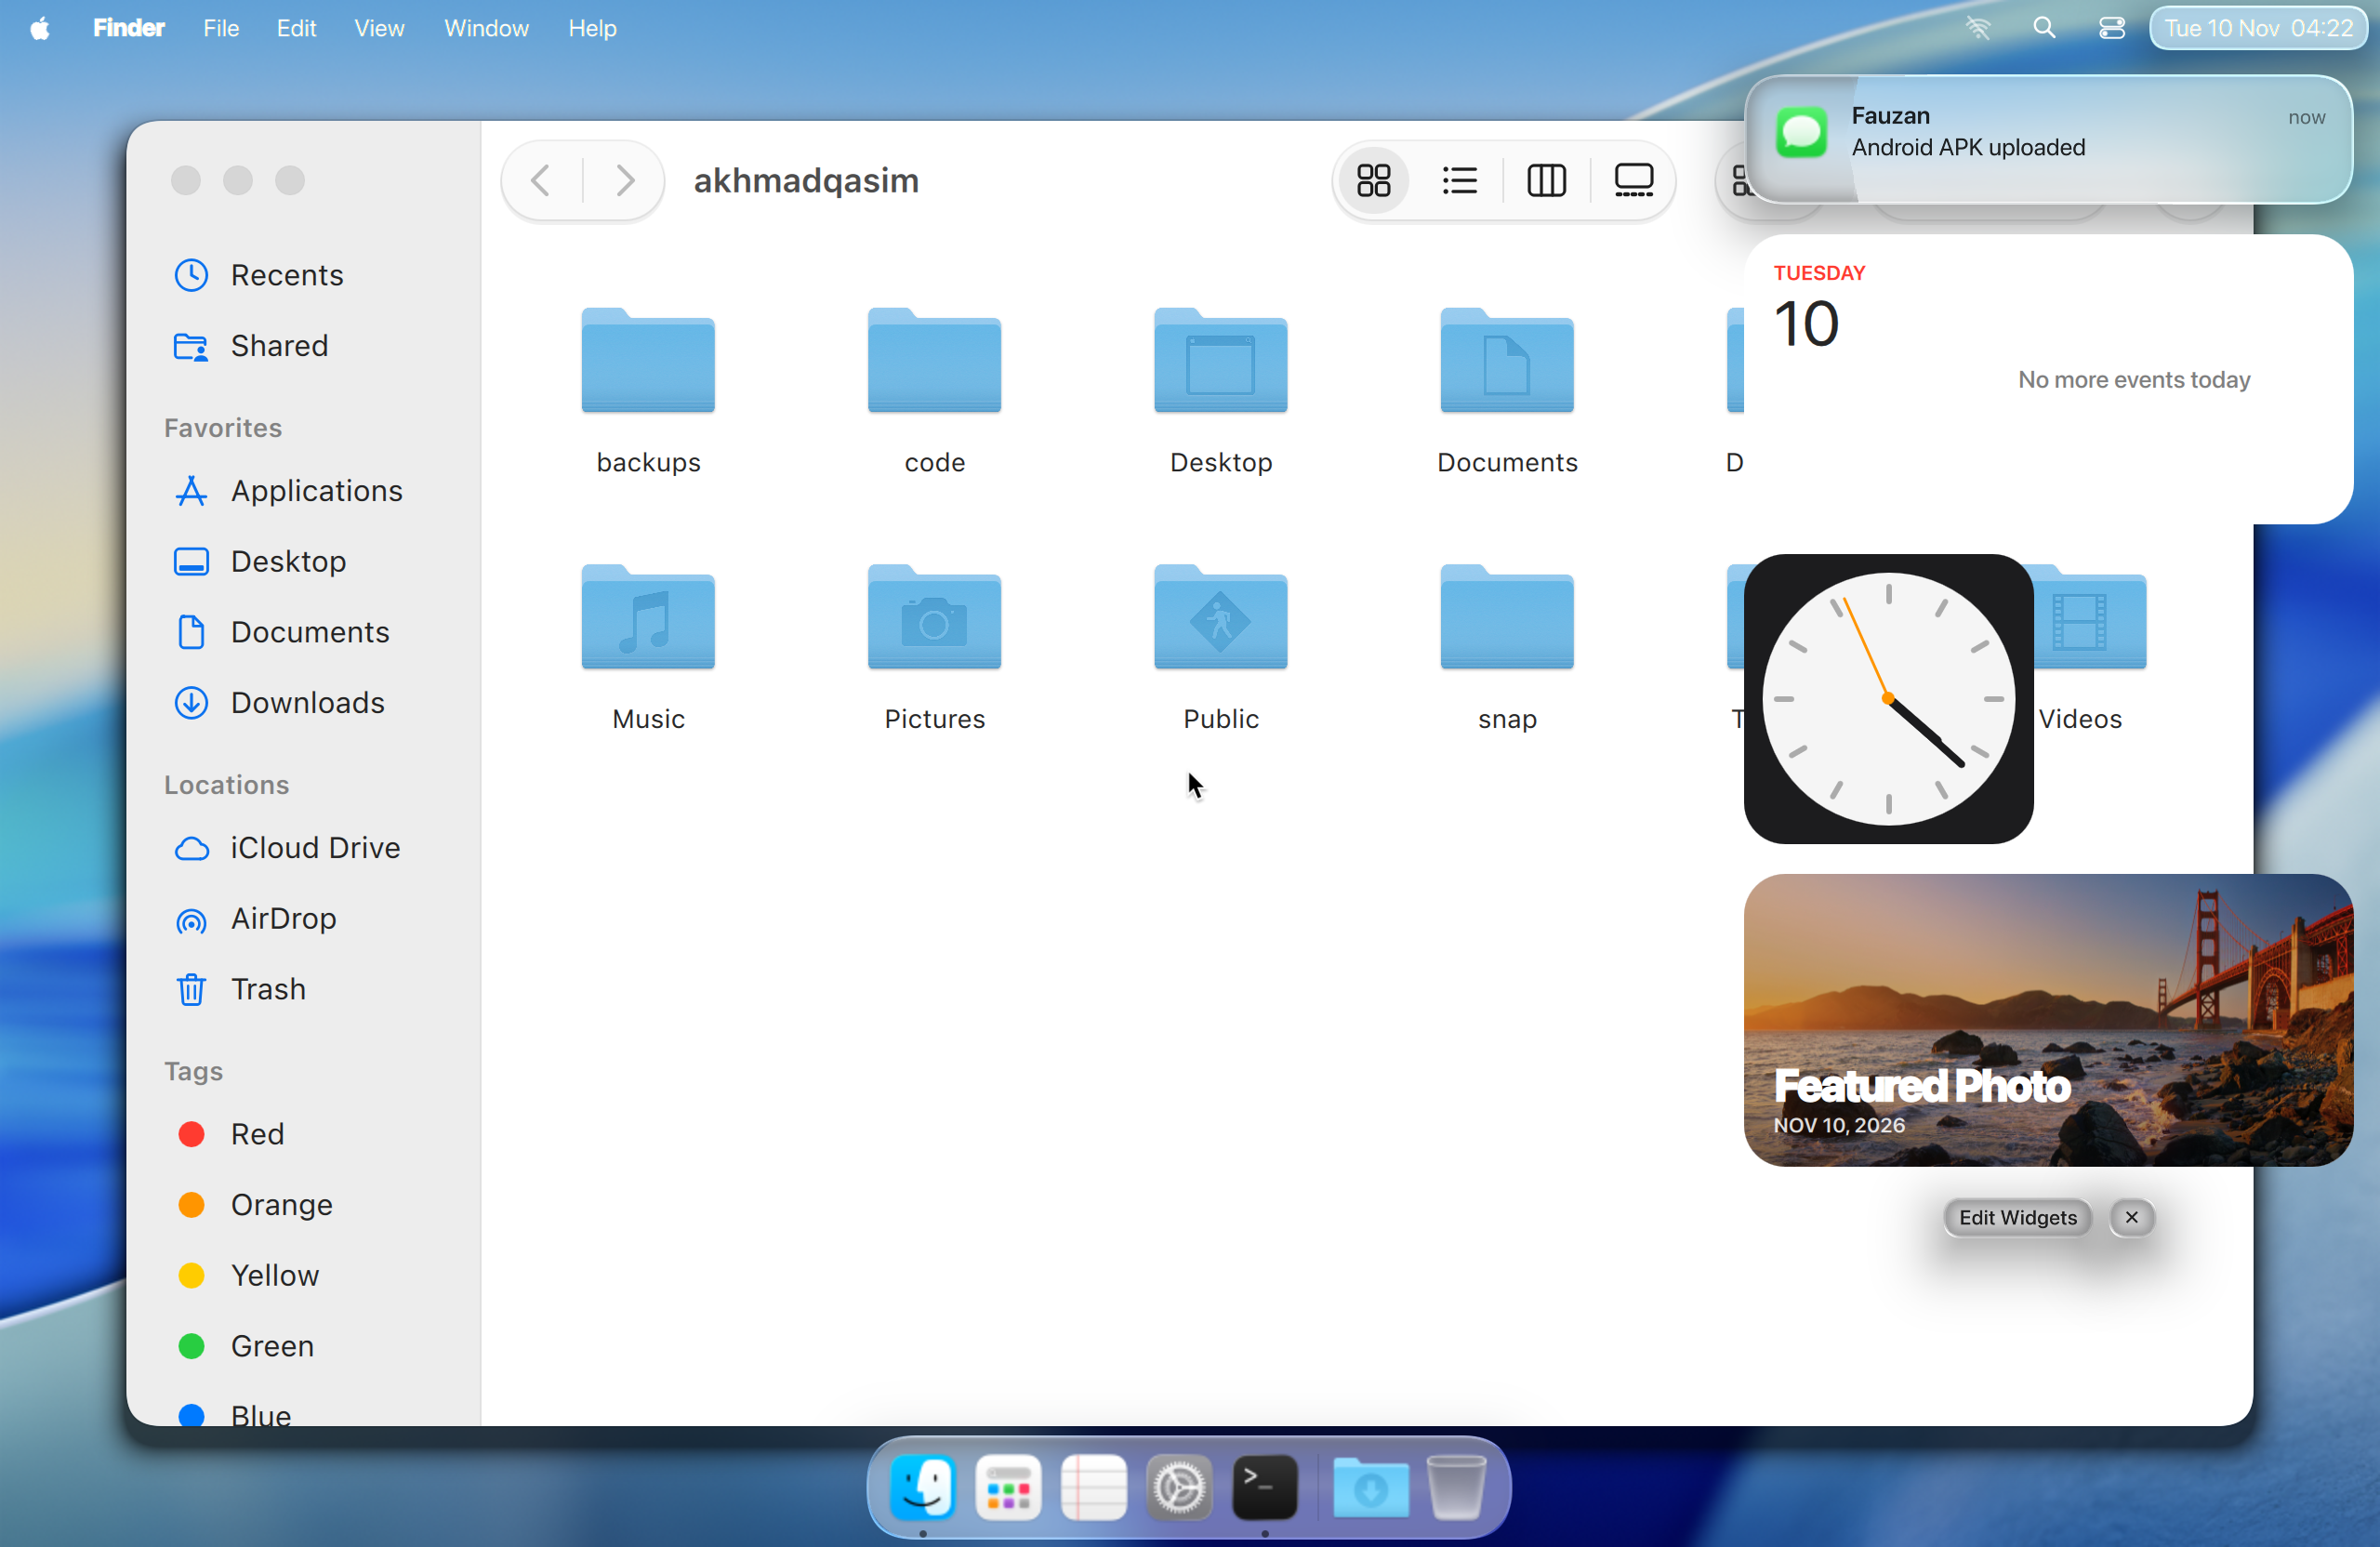 Finder File Edit View Window Help
Tue 10 Nov 04:22
Fauzan
now
Android APK uploaded
akhmadqasim
Recents
Shared
Favorites
Applications
Desktop
Documents
Downloads
Locations
iCloud Drive
AirDrop
Trash
Tags
Red
Orange
Yellow
Green
Blue
backups
code
Desktop
Documents
D
Music
Pictures
Public
snap
T
Videos
TUESDAY
10
No more events today
Featured Photo
NOV 10, 2026
Edit Widgets